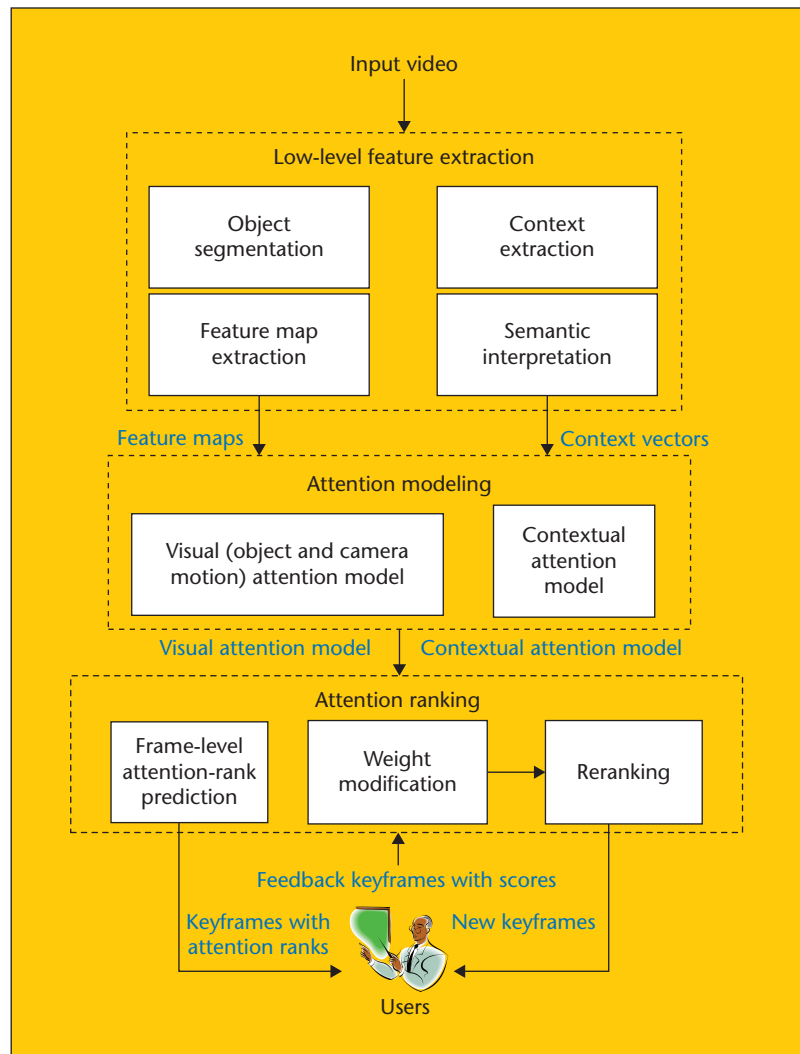 Input video
Low-level feature extraction
Object
segmentation
Context
extraction
Feature map
extraction
Semantic
interpretation
Feature maps
Context vectors
Attention modeling
Visual (object and camera
motion) attention model
Contextual
attention
model
Visual attention model
Contextual attention model
Attention ranking
Frame-level
attention-rank
prediction
Weight
modification
Reranking
Feedback keyframes with scores
Keyframes with
attention ranks
New keyframes
Users